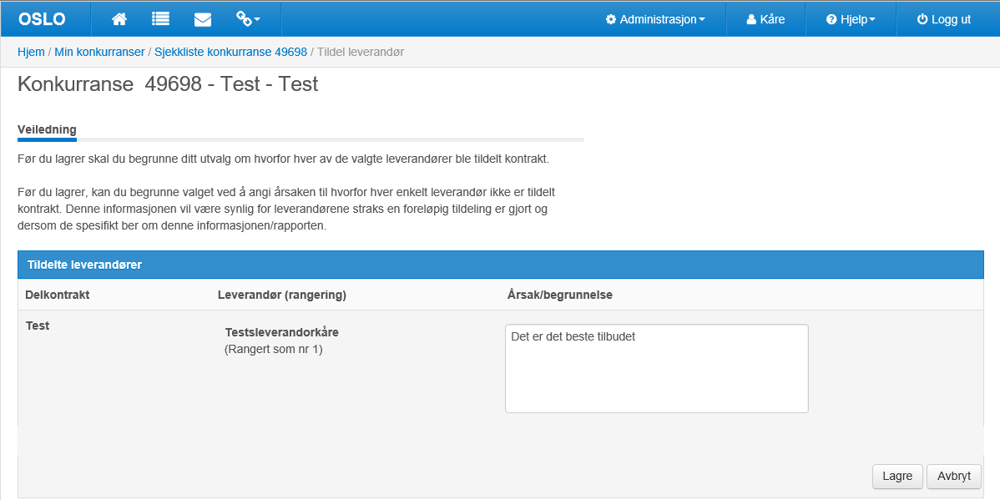 OSLO Administrasjon Kåre Hjelp Logg ut
Hjem / Min konkurranser / Sjekkliste konkurranse 49698 / Tildel leverandør
Konkurranse 49698 - Test - Test
Veiledning
Før du lagrer skal du begrunne ditt utvalg om hvorfor hver av de valgte leverandører ble tildelt kontrakt.
Før du lagrer, kan du begrunne valget ved å angi årsaken til hvorfor hver enkelt leverandør ikke er tildelt
kontrakt. Denne informasjonen vil være synlig for leverandørene straks en foreløpig tildeling er gjort og
dersom de spesifikt ber om denne informasjonen/rapporten.
Tildelte leverandører
Delkontrakt Leverandør (rangering) Årsak/begrunnelse
Test Testsleverandorkåre Det er det beste tilbudet
(Rangert som nr 1)
Lagre Avbryt